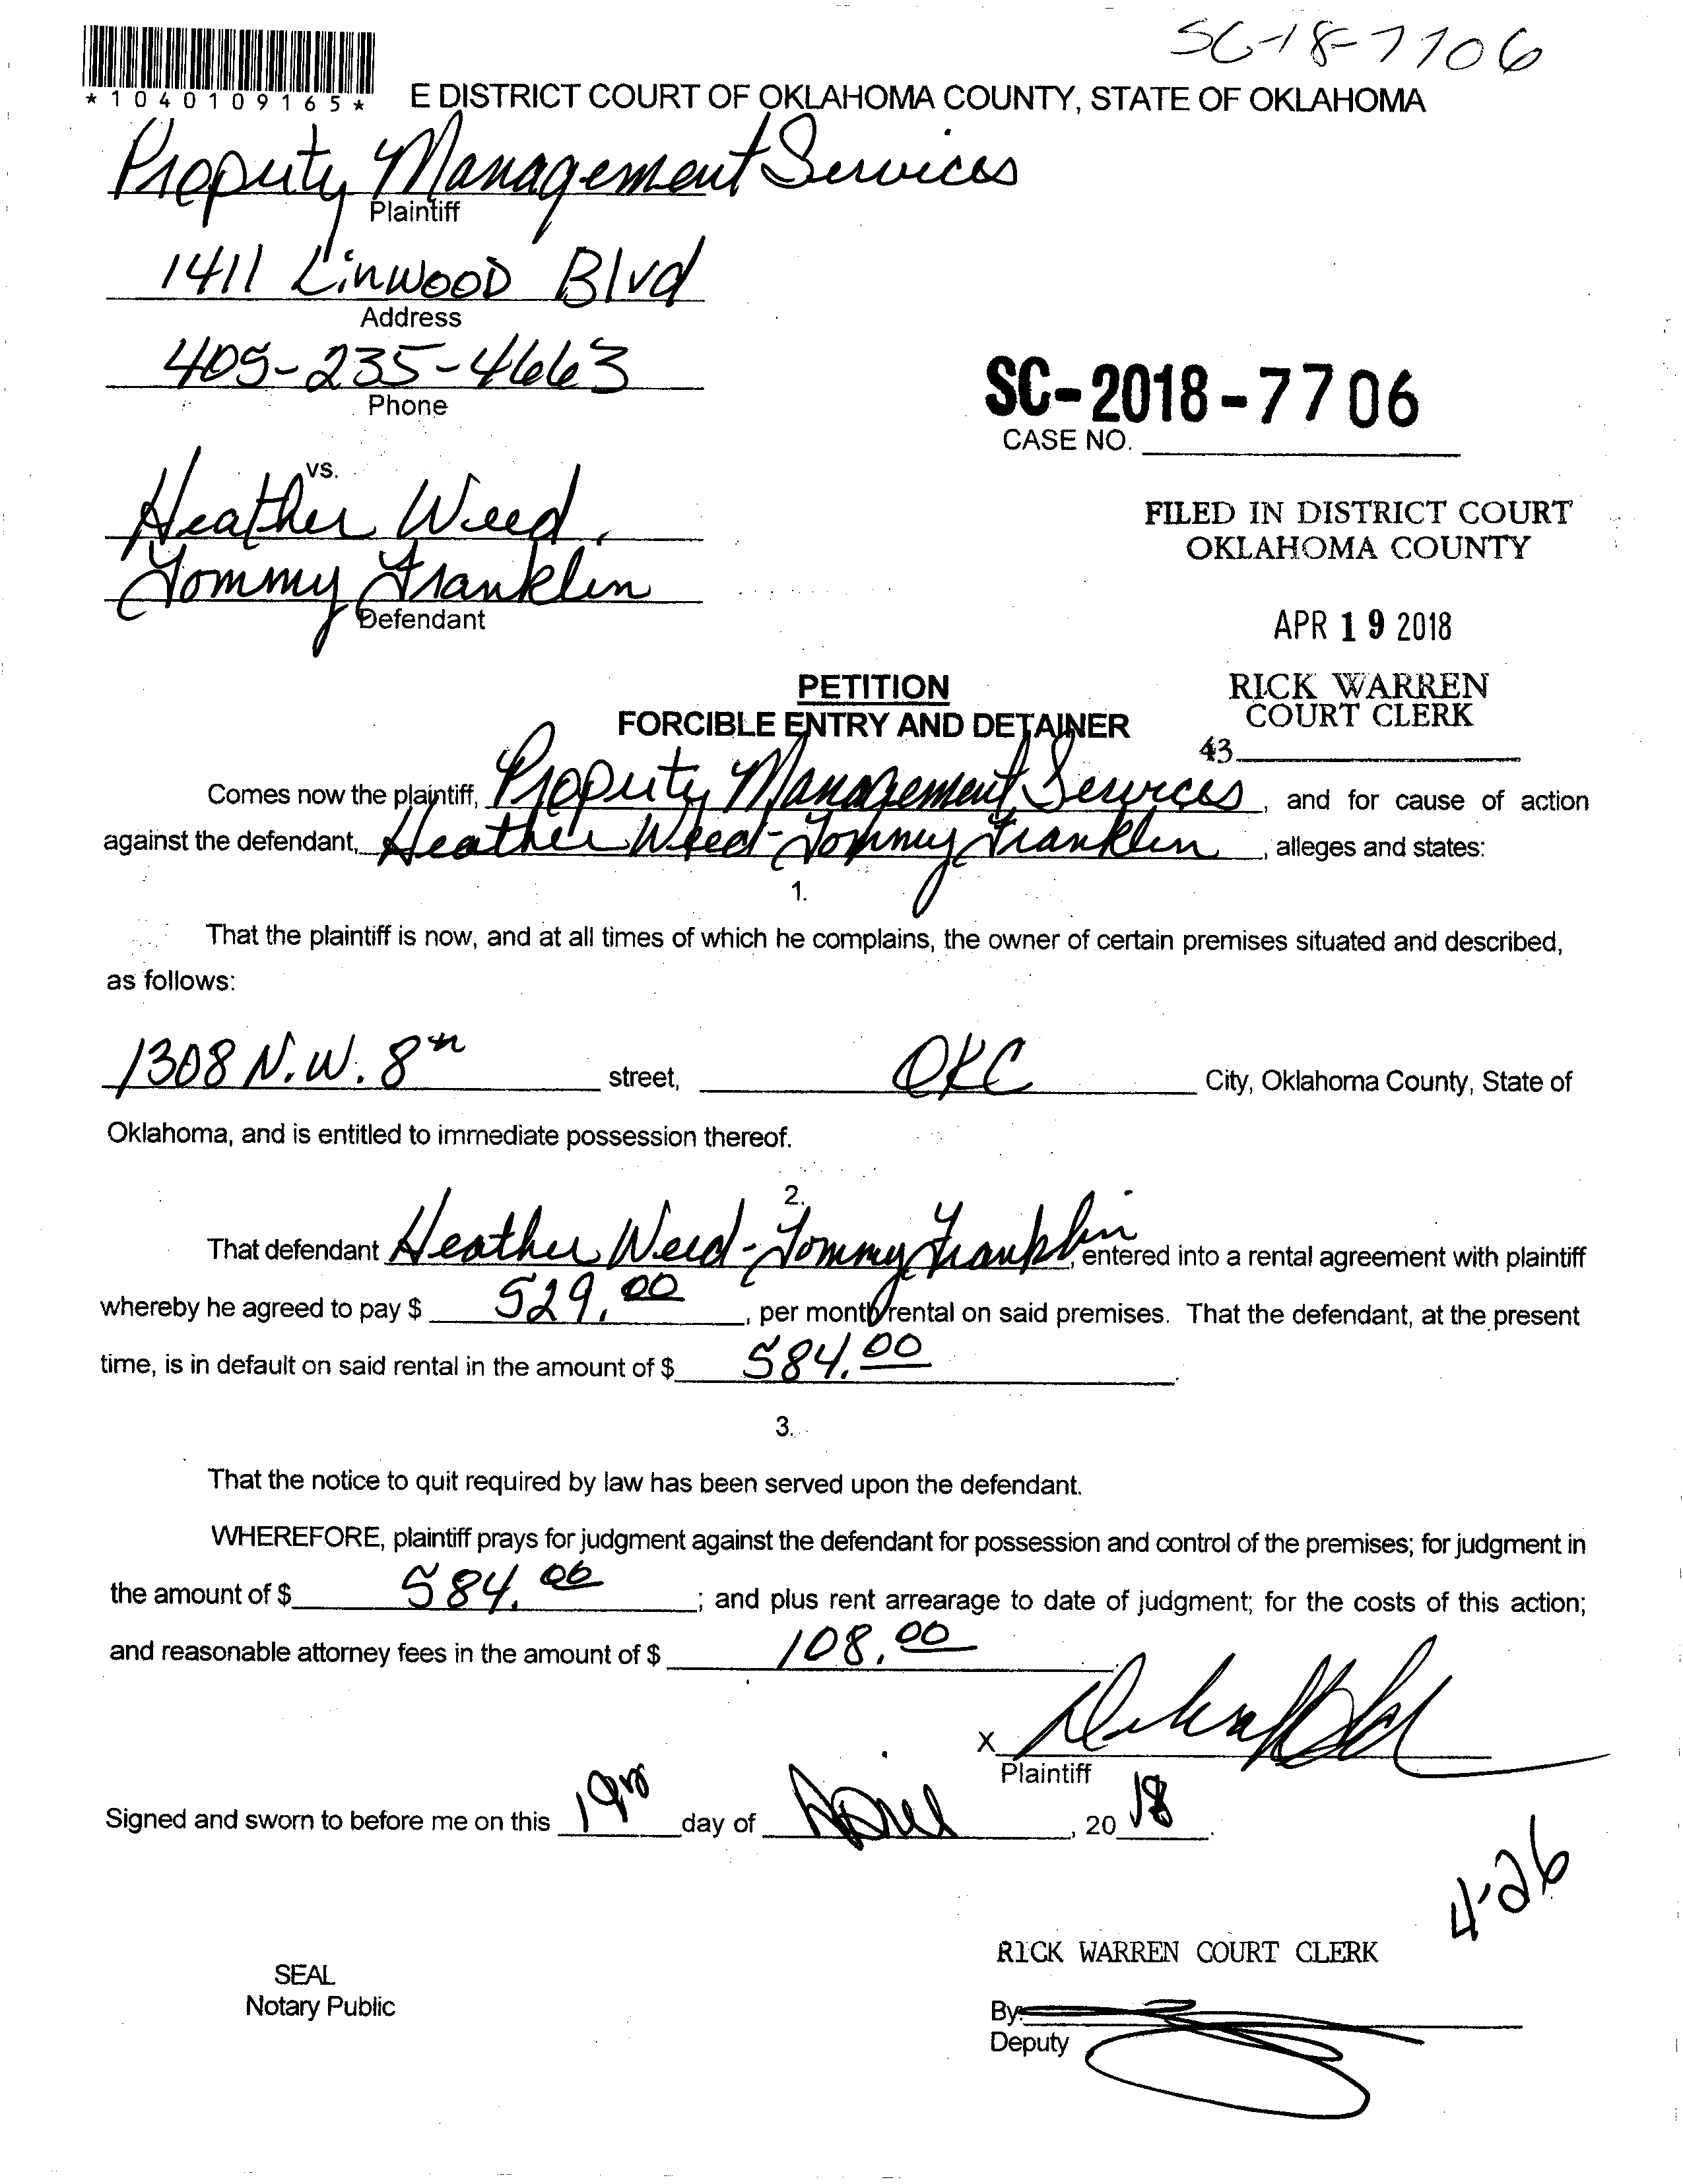 SC-18-7706
*1040109165*
E DISTRICT COURT OF OKLAHOMA COUNTY, STATE OF OKLAHOMA
Property Management Services
Plaintiff
1411 Linwood Blvd
Address
405-235-4663
Phone
SC-2018-7706
CASE NO.
vs.
Heather Weed,
Tommy Franklin
Defendant
FILED IN DISTRICT COURT
OKLAHOMA COUNTY
APR 19 2018
RICK WARREN
COURT CLERK
43
PETITION
FORCIBLE ENTRY AND DETAINER
Comes now the plaintiff, Property Management Services, and for cause of action
against the defendant, Heather Weed-Tommy Franklin, alleges and states:
1.
That the plaintiff is now, and at all times of which he complains, the owner of certain premises situated and described,
as follows:
1308 N.W. 8th street, OKC City, Oklahoma County, State of
Oklahoma, and is entitled to immediate possession thereof.
2.
That defendant Heather Weed-Tommy Franklin, entered into a rental agreement with plaintiff
whereby he agreed to pay $ 529.00, per month rental on said premises. That the defendant, at the present
time, is in default on said rental in the amount of $ 584.00.
3.
That the notice to quit required by law has been served upon the defendant.
WHEREFORE, plaintiff prays for judgment against the defendant for possession and control of the premises; for judgment in
the amount of $ 584.00; and plus rent arrearage to date of judgment; for the costs of this action;
and reasonable attorney fees in the amount of $ 108.00
X
Plaintiff
Signed and sworn to before me on this 19 day of April, 2018.
4-26
RICK WARREN COURT CLERK
SEAL
Notary Public
By:
Deputy